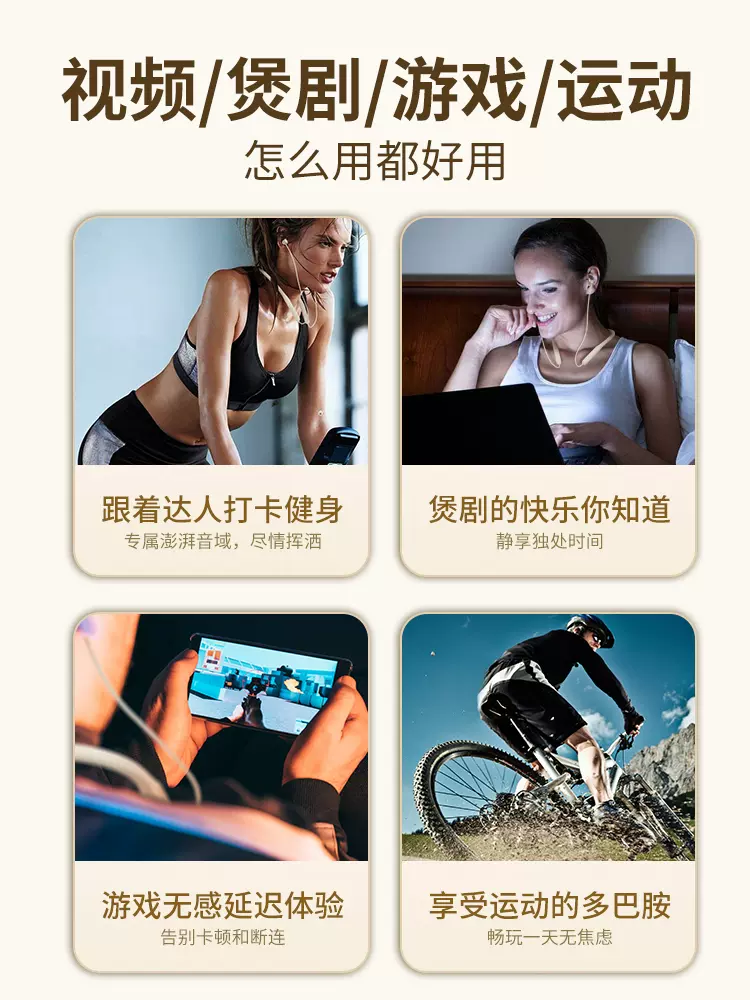 视频/煲剧/游戏/运动
怎么用都好用
跟着达人打卡健身
专属澎湃音域，尽情挥洒
煲剧的快乐你知道
静享独处时间
游戏无感延迟体验
告别卡顿和断连
享受运动的多巴胺
畅玩一天无焦虑